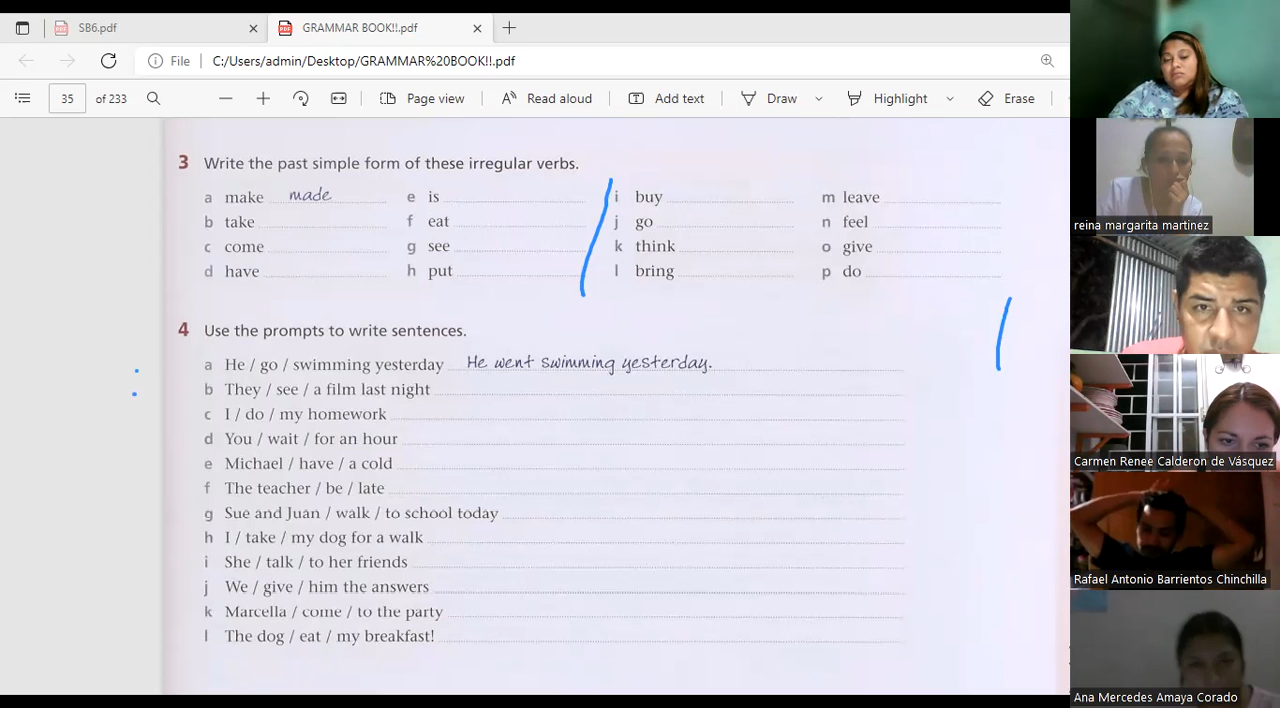 SB6.pdf
GRAMMAR BOOK!!.pdf
File C:/Users/admin/Desktop/GRAMMAR%20BOOK!!.pdf
35 of 233 Page view Read aloud Add text Draw Highlight Erase
3 Write the past simple form of these irregular verbs.
a make made e is i buy m leave
b take f eat j go n feel
c come g see k think o give
d have h put l bring p do
4 Use the prompts to write sentences.
a He / go / swimming yesterday He went swimming yesterday.
b They / see / a film last night
c I / do / my homework
d You / wait / for an hour
e Michael / have / a cold
f The teacher / be / late
g Sue and Juan / walk / to school today
h I / take / my dog for a walk
i She / talk / to her friends
j We / give / him the answers
k Marcella / come / to the party
l The dog / eat / my breakfast!
reina margarita martinez
Carmen Renee Calderon de Vásquez
Rafael Antonio Barrientos Chinchilla
Ana Mercedes Amaya Corado